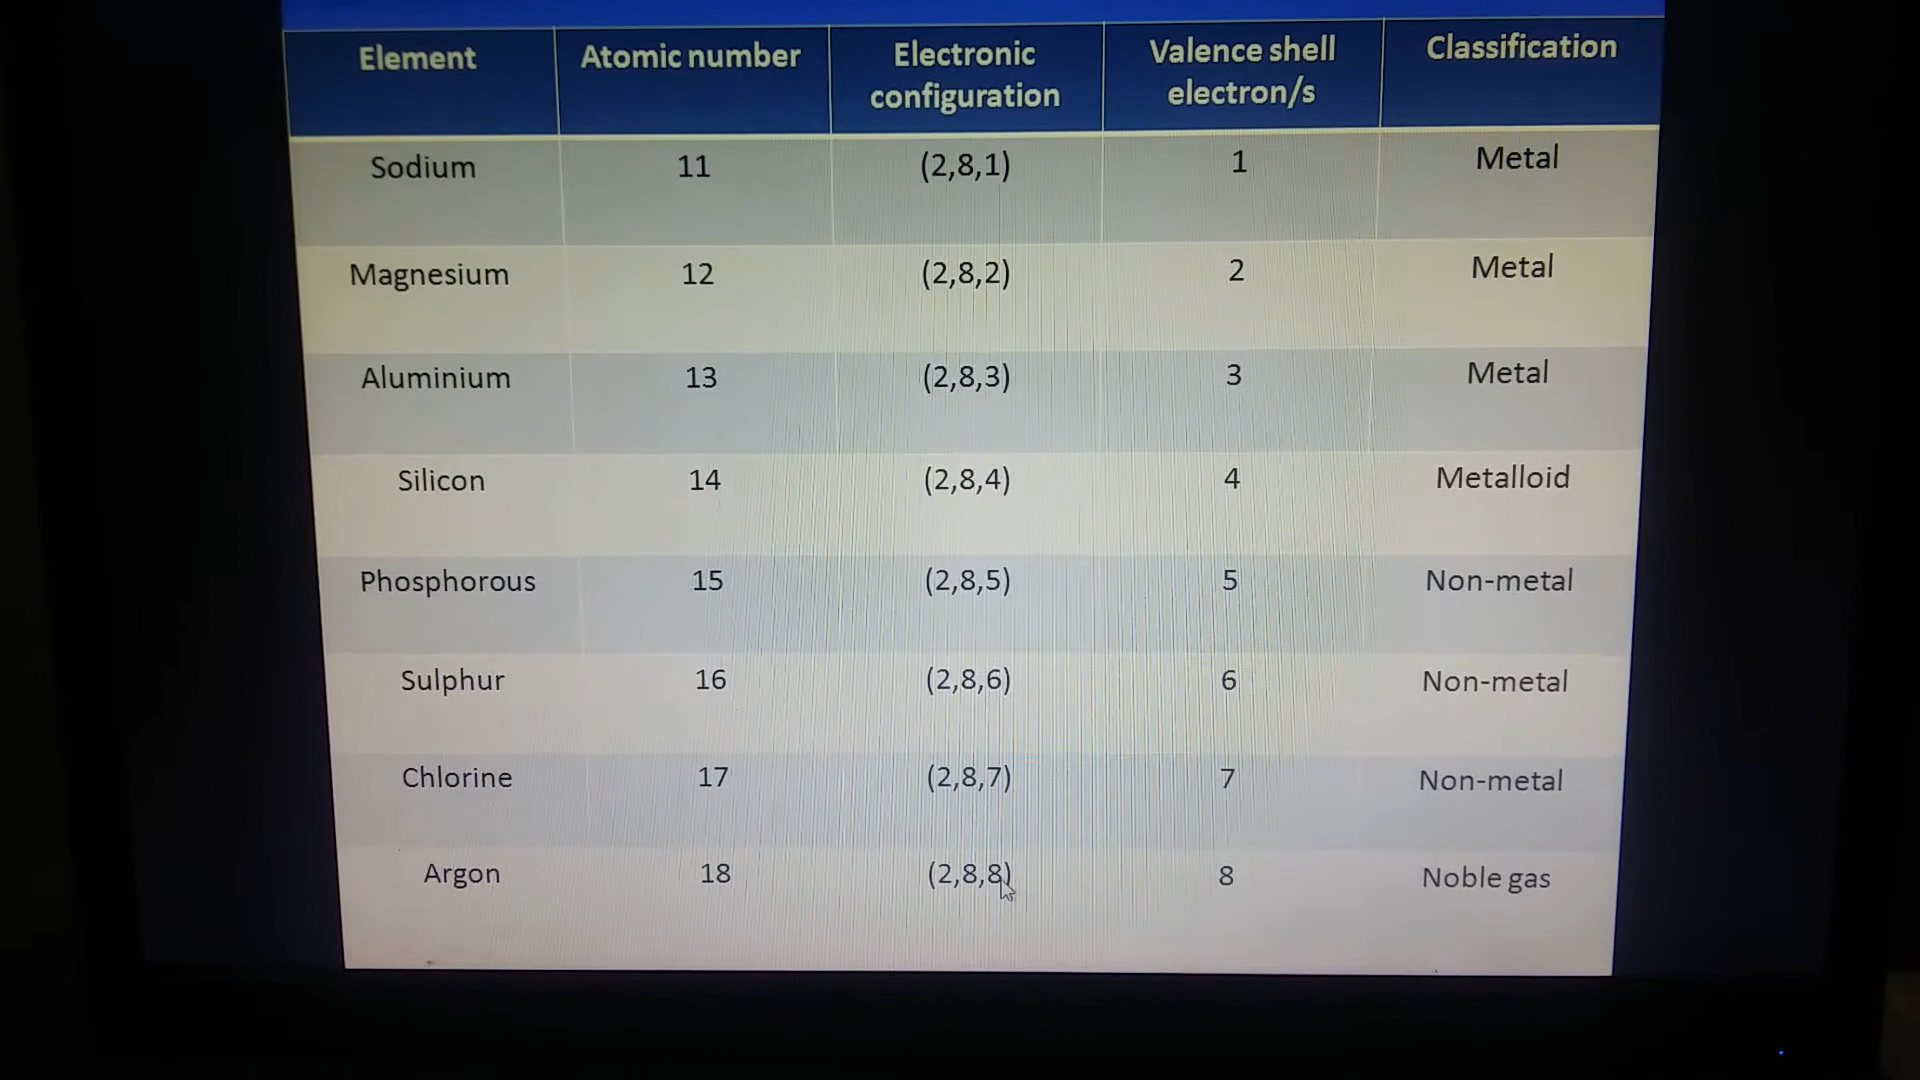 Element Atomic number Electronic configuration Valence shell electron/s Classification
Sodium 11 (2,8,1) 1 Metal
Magnesium 12 (2,8,2) 2 Metal
Aluminium 13 (2,8,3) 3 Metal
Silicon 14 (2,8,4) 4 Metalloid
Phosphorous 15 (2,8,5) 5 Non-metal
Sulphur 16 (2,8,6) 6 Non-metal
Chlorine 17 (2,8,7) 7 Non-metal
Argon 18 (2,8,8) 8 Noble gas